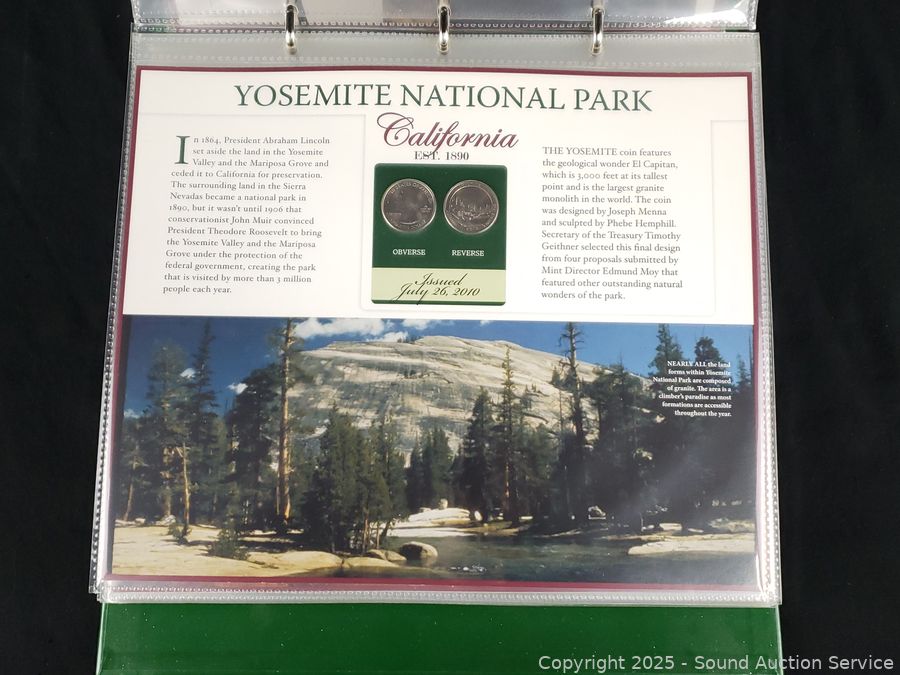 YOSEMITE NATIONAL PARK
California
EST. 1890
In 1864, President Abraham Lincoln
set aside the land in the Yosemite
Valley and the Mariposa Grove and
ceded it to California for preservation.
The surrounding land in the Sierra
Nevadas became a national park in
1890, but it wasn't until 1906 that
conservationist John Muir convinced
President Theodore Roosevelt to bring
the Yosemite Valley and the Mariposa
Grove under the protection of the
federal government, creating the park
that is visited by more than 3 million
people each year.
OBVERSE REVERSE
Issued
July 26, 2010
THE YOSEMITE coin features
the geological wonder El Capitan,
which is 3,000 feet at its tallest
point and is the largest granite
monolith in the world. The coin
was designed by Joseph Menna
and sculpted by Phebe Hemphill.
Secretary of the Treasury Timothy
Geithner selected this final design
from four proposals submitted by
Mint Director Edmund Moy that
featured other outstanding natural
wonders of the park.
NEARLY ALL the land
forms within Yosemite
National Park are composed
of granite. The area is a
climber's paradise as most
formations are accessible
throughout the year.
Copyright © 2025 - Sound Auction Service